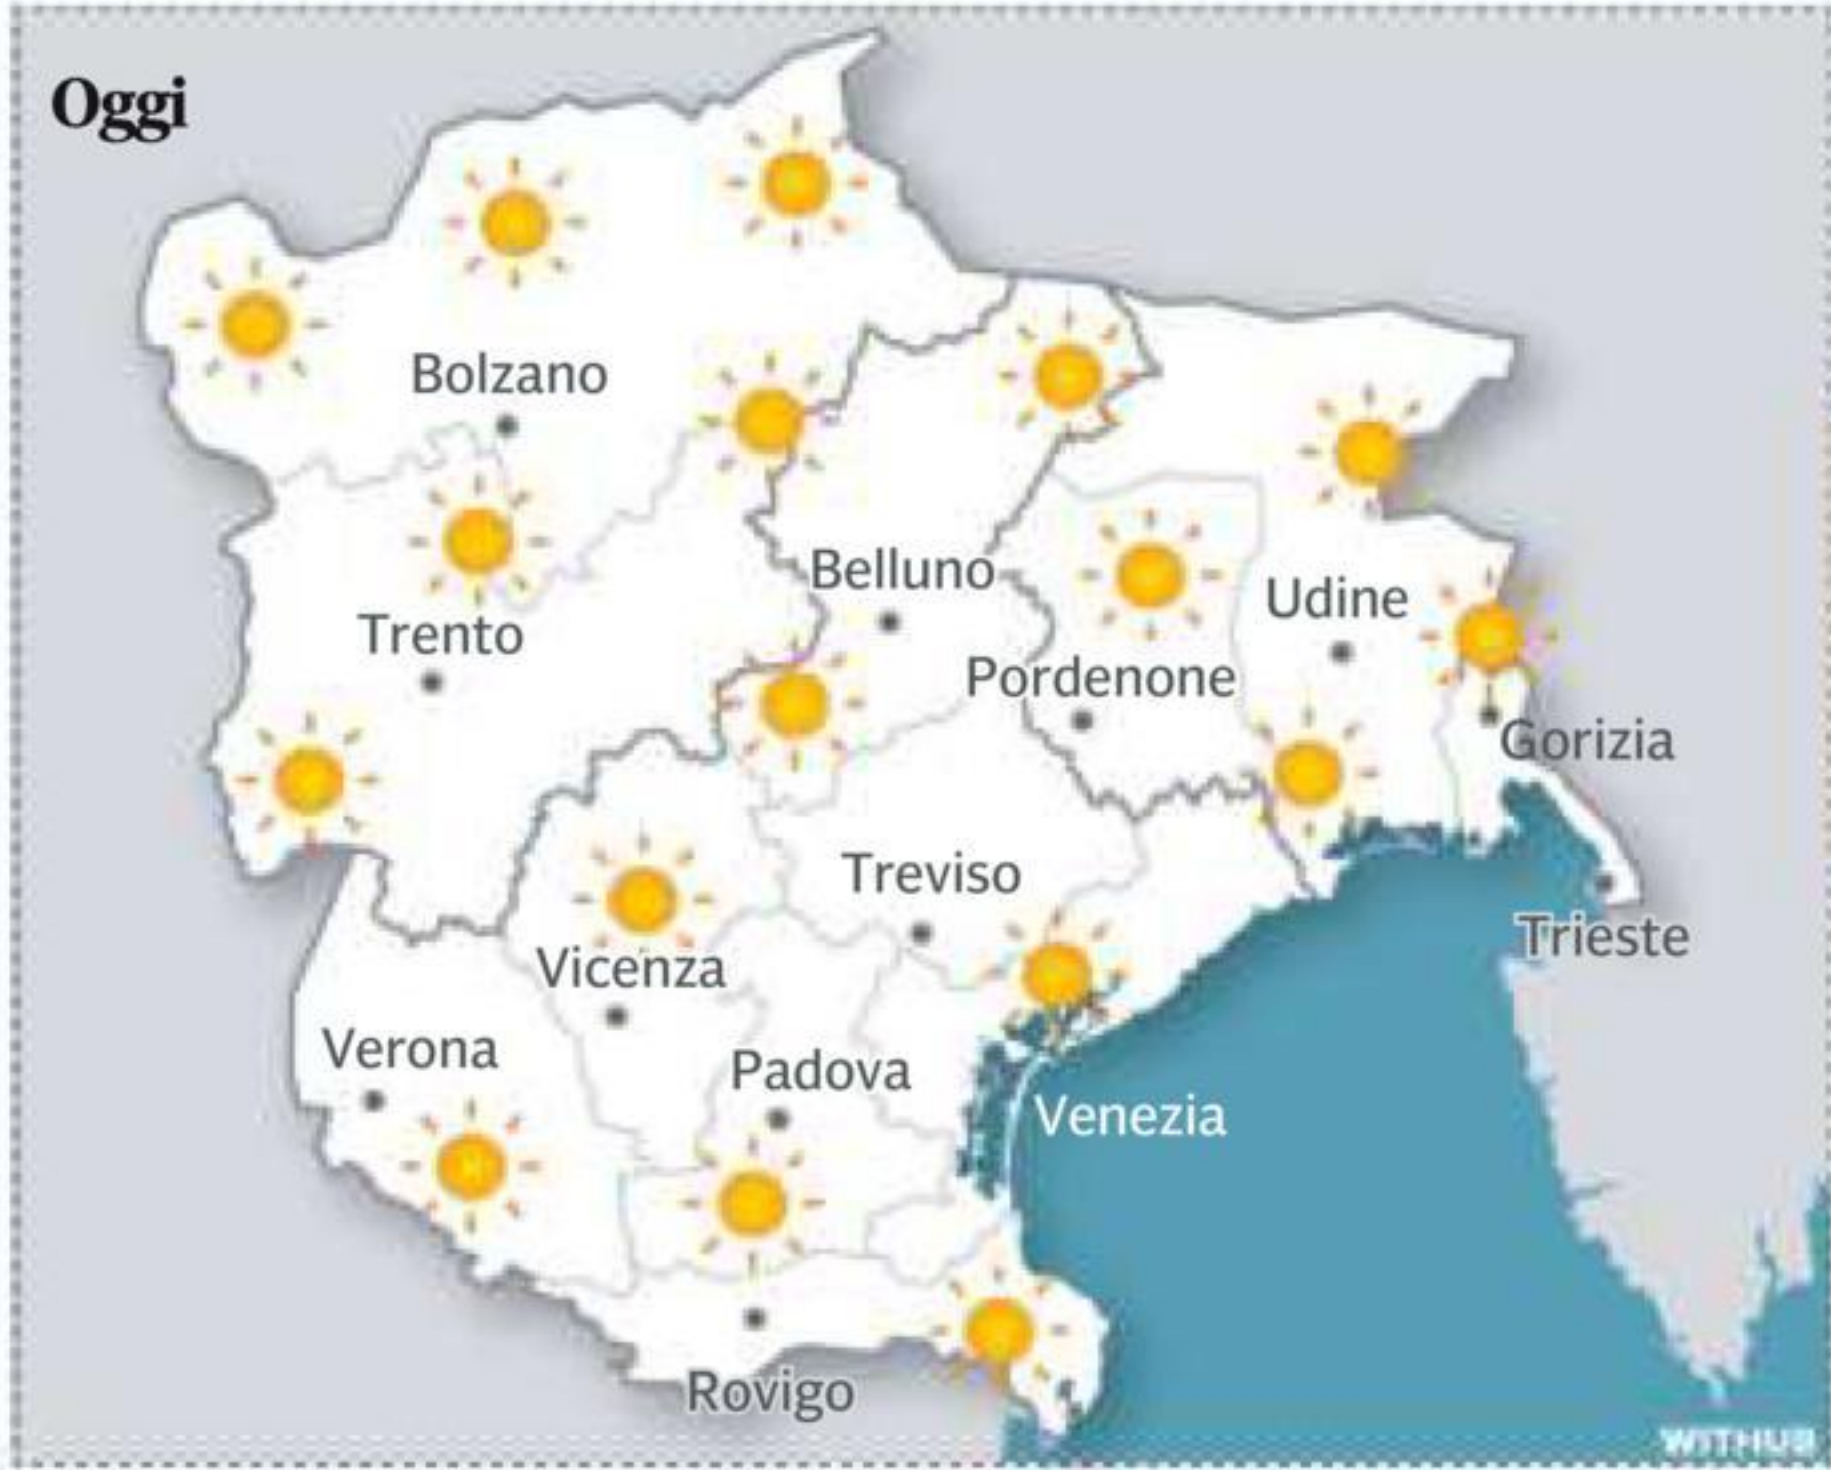 Oggi
Bolzano
Belluno
Udine
Trento
Pordenone
Gorizia
Treviso
Trieste
Vicenza
Verona
Padova
Venezia
Rovigo
WITHUB